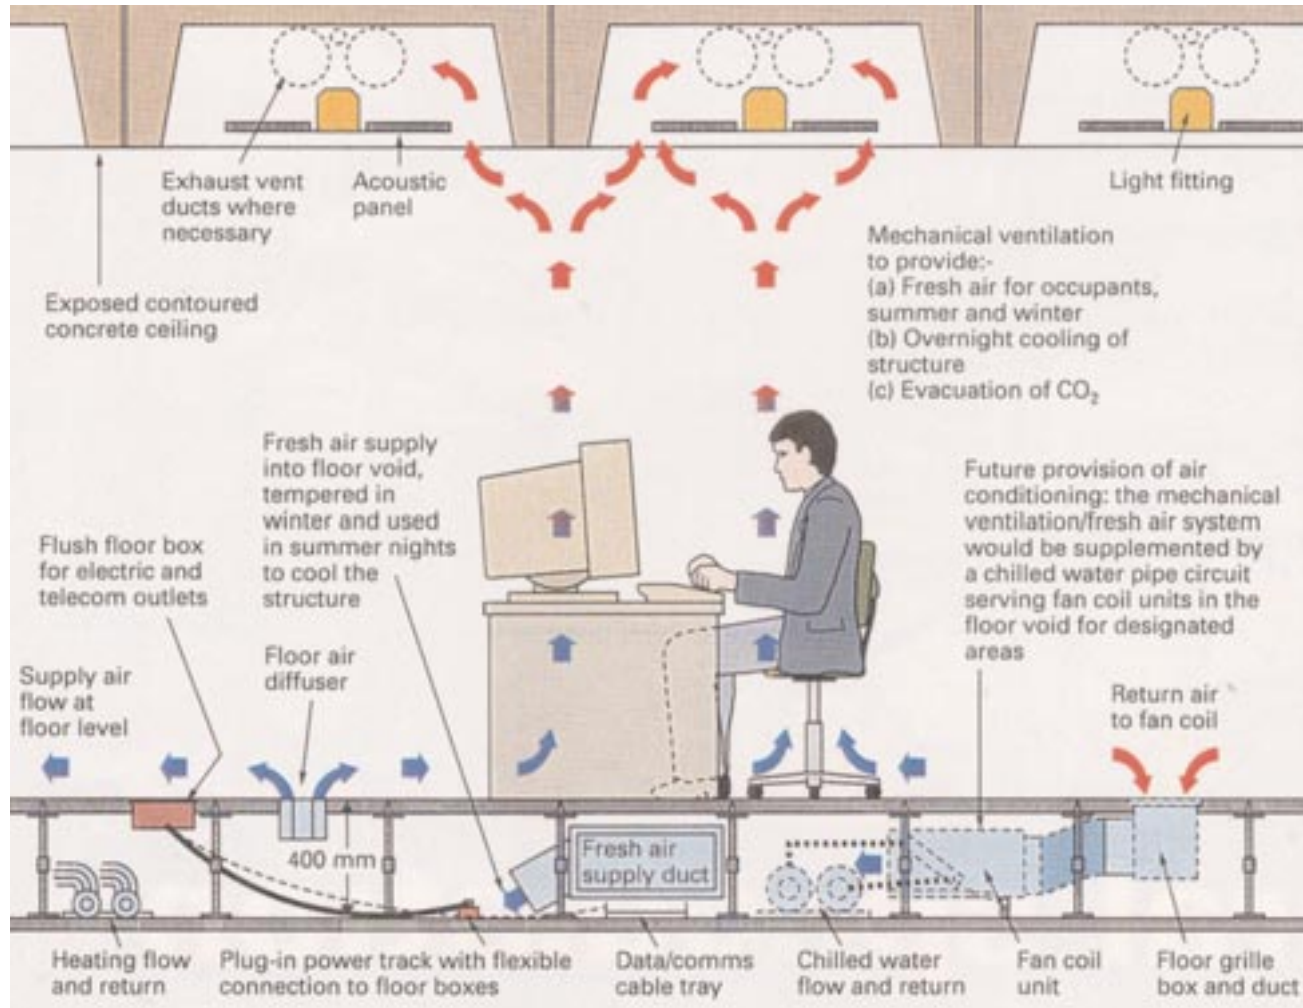 Exhaust vent
ducts where
necessary
Acoustic
panel
Light fitting
Exposed contoured
concrete ceiling
Mechanical ventilation
to provide:-
(a) Fresh air for occupants,
summer and winter
(b) Overnight cooling of
structure
(c) Evacuation of CO₂
Fresh air supply
into floor void,
tempered in
winter and used
in summer nights
to cool the
structure
Future provision of air
conditioning: the mechanical
ventilation/fresh air system
would be supplemented by
a chilled water pipe circuit
serving fan coil units in the
floor void for designated
areas
Flush floor box
for electric and
telecom outlets
Floor air
diffuser
Supply air
flow at
floor level
Return air
to fan coil
400 mm
Fresh air
supply duct
Heating flow
and return
Plug-in power track with flexible
connection to floor boxes
Data/comms
cable tray
Chilled water
flow and return
Fan coil
unit
Floor grille
box and duct